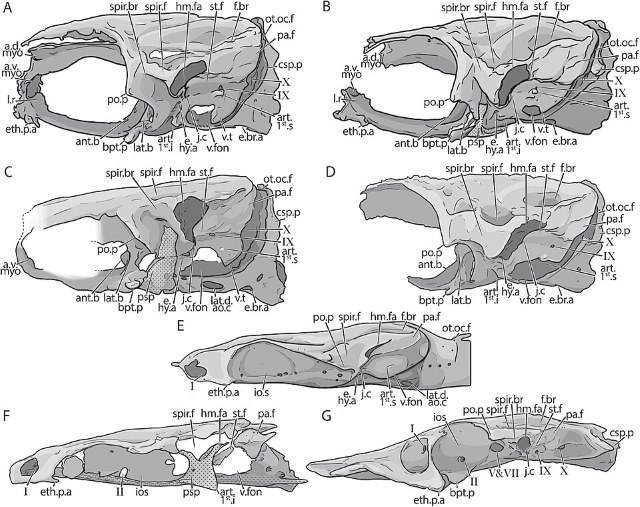 A
spir.br spir.f hm.fa st.f f.br
ot.oc.f
pa.f
csp.p
X
IX
art.
1st.s
a.d
myo
a.v
myo
l.r
eth.p.a
po.p
ant.b bpt.p lat.b e.
hy.a j.c v.fon v.t e.br.a
B
spir.br spir.f hm.fa st.f f.br
ot.oc.f
pa.f
csp.p
X
IX
art.
1st.s
a.d
myo
a.v
myo
l.r
eth.p.a
po.p
ant.b bpt.p lat.b psp e.
hy.a art.
1st.i j.c v.fon v.t e.br.a
C
spir.br spir.f hm.fa st.f
ot.oc.f
pa.f
csp.p
X
IX
art.
1st.s
a.v
myo
po.p
ant.b lat.b bpt.p psp e.
hy.a j.c v.fon lat.d.
ao.c v.t e.br.a
D
spir.br spir.f hm.fa st.f f.br
ot.oc.f
pa.f
csp.p
X
IX
art.
1st.s
po.p
ant.b
bpt.p lat.b art.
1st.i e.
hy.a v.fon j.c
E
po.p spir.f hm.fa f.br pa.f ot.oc.f
I eth.p.a io.s e.
hy.a j.c art.
1st.s v.fon lat.d.
ao.c
F
spir.f hm.fa st.f pa.f
I eth.p.a II ios psp art.
1st.i v.fon
G
I ios po.p spir.f spir.br hm.fa f.br st.f pa.f csp.p
eth.p.a bpt.p II V&VII j.c IX X